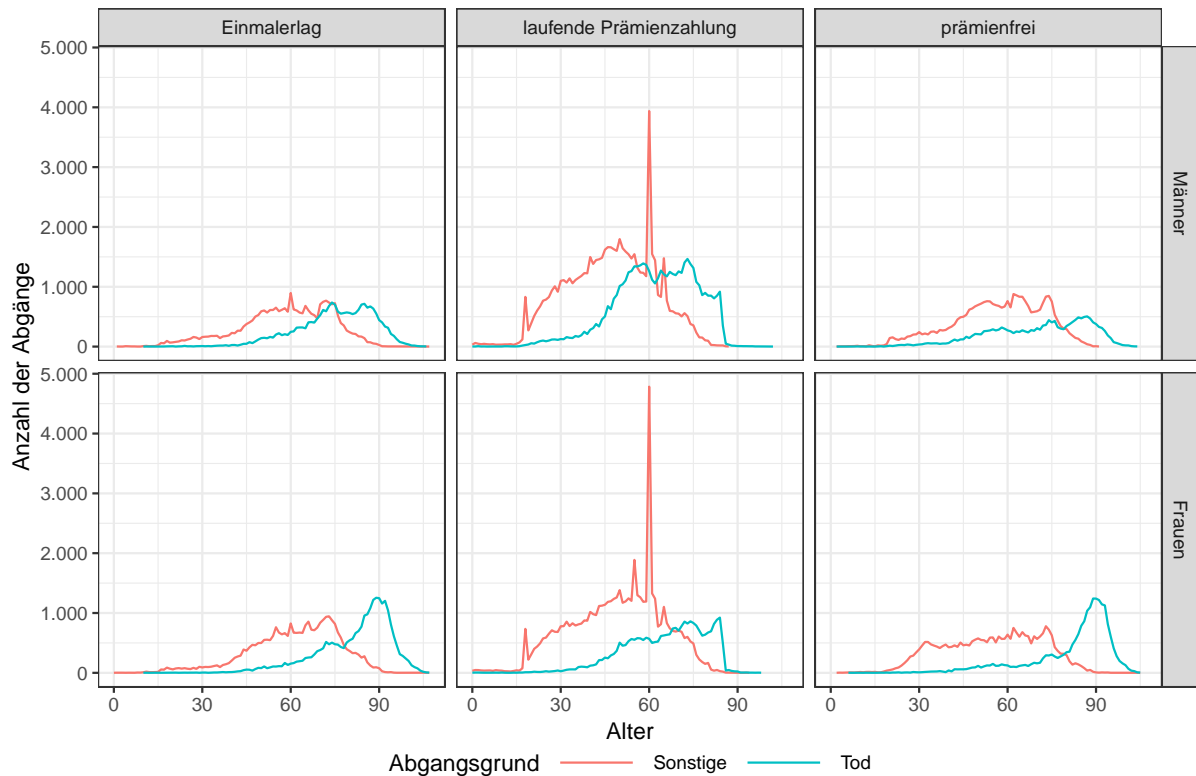 Einmalerlag
laufende Prämienzahlung
prämienfrei
Anzahl der Abgänge
5.000
4.000
3.000
2.000
1.000
0
Männer
5.000
4.000
3.000
2.000
1.000
0
Frauen
0 30 60 90 0 30 60 90 0 30 60 90
Alter
Abgangsgrund Sonstige Tod